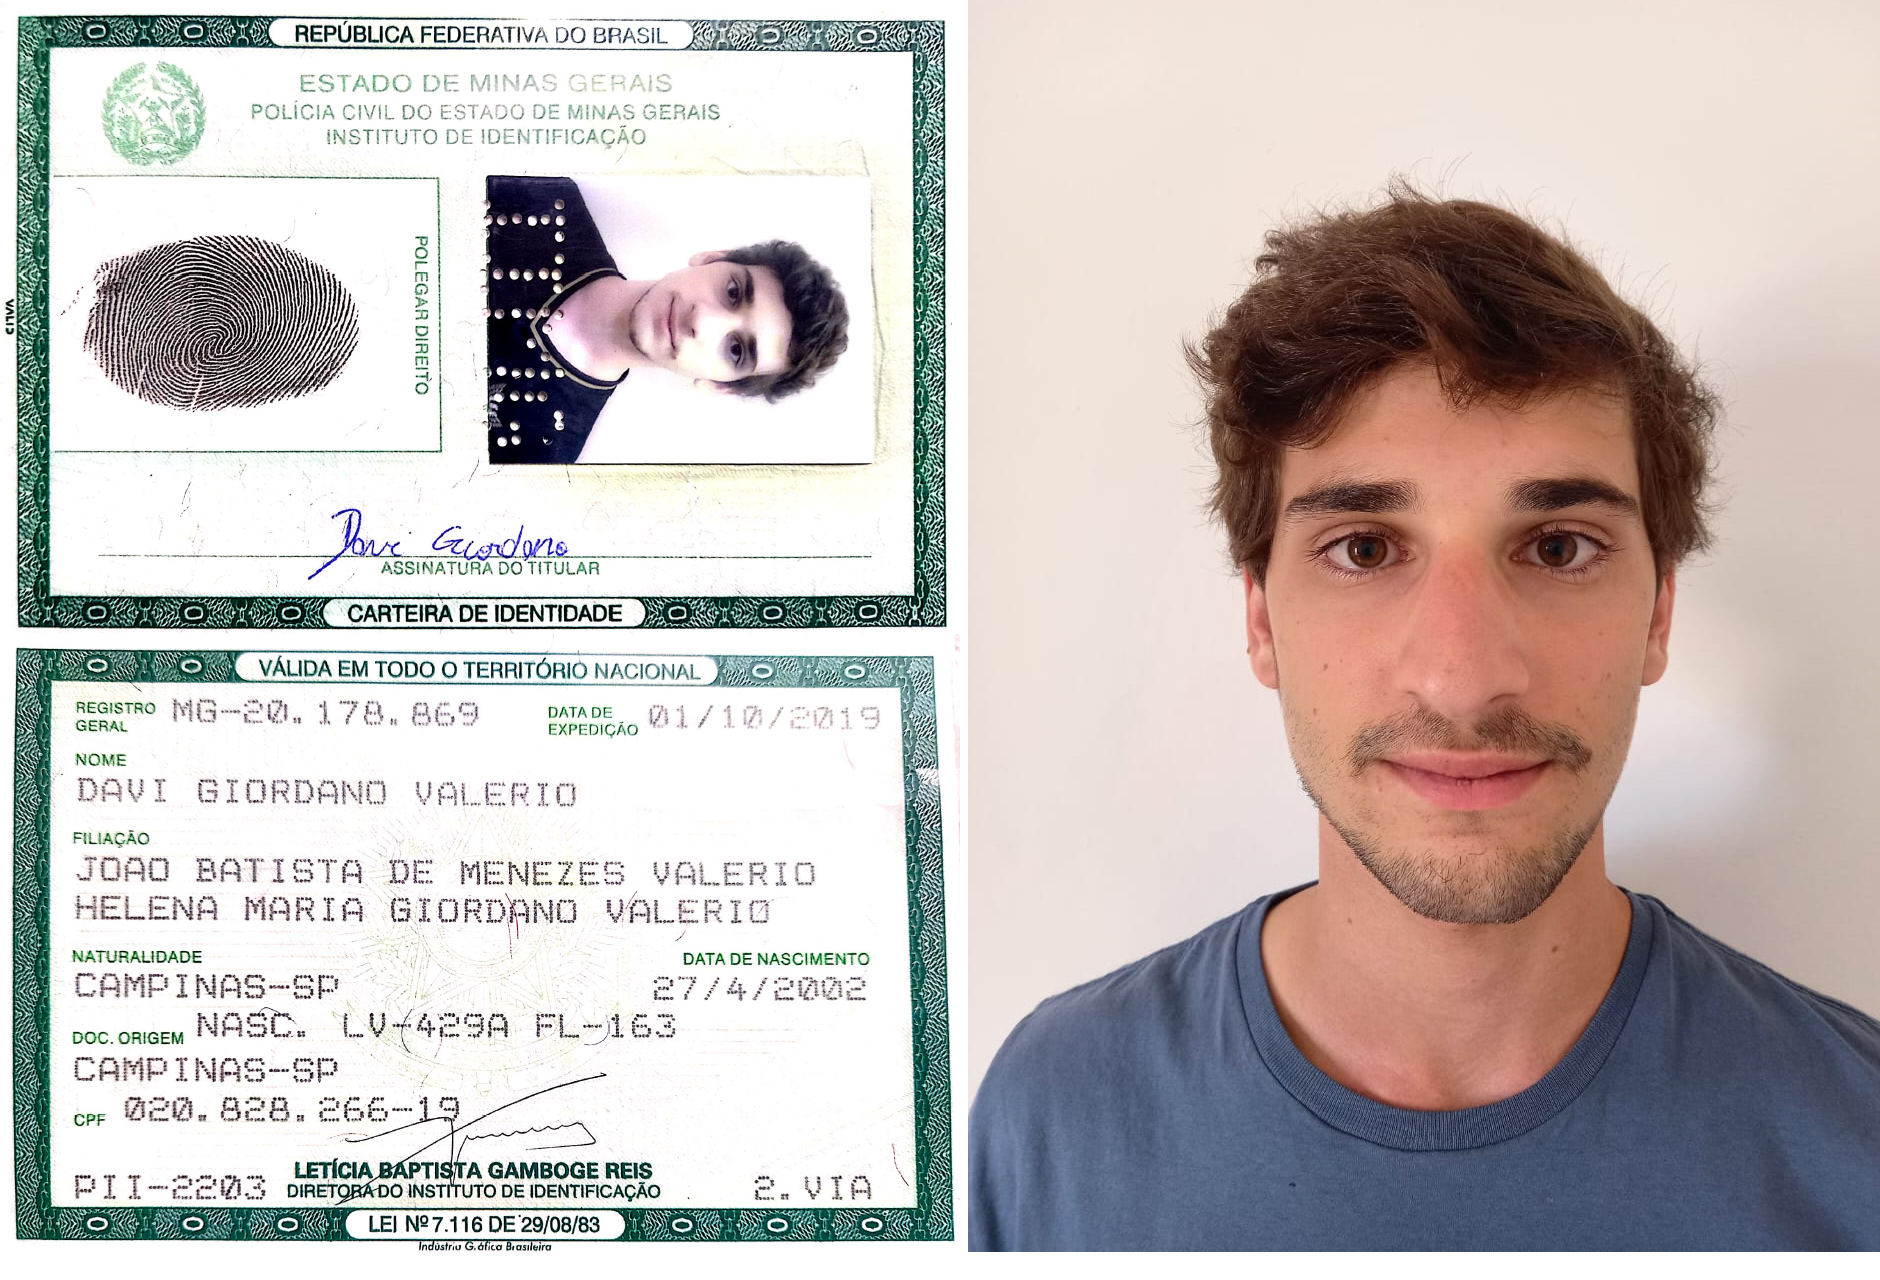 REPÚBLICA FEDERATIVA DO BRASIL
ESTADO DE MINAS GERAIS
POLÍCIA CIVIL DO ESTADO DE MINAS GERAIS
INSTITUTO DE IDENTIFICAÇÃO
POLEGAR DIREITO
Davi Giordano
ASSINATURA DO TITULAR
CARTEIRA DE IDENTIDADE
VÁLIDA EM TODO O TERRITÓRIO NACIONAL
REGISTRO GERAL MG-20.178.869 DATA DE EXPEDIÇÃO 01/10/2019
NOME
DAVI GIORDANO VALERIO
FILIAÇÃO
JOAO BATISTA DE MENEZES VALERIO
HELENA MARIA GIORDANO VALERIO
NATURALIDADE DATA DE NASCIMENTO
CAMPINAS-SP 27/4/2002
DOC. ORIGEM NASC. LV-429A FL-163
CAMPINAS-SP
CPF 020.828.266-19
LETÍCIA BAPTISTA GAMBOGE REIS
PII-2203 DIRETORA DO INSTITUTO DE IDENTIFICAÇÃO 2.VIA
LEI Nº 7.116 DE 29/08/83
Indústria Gráfica Brasileira